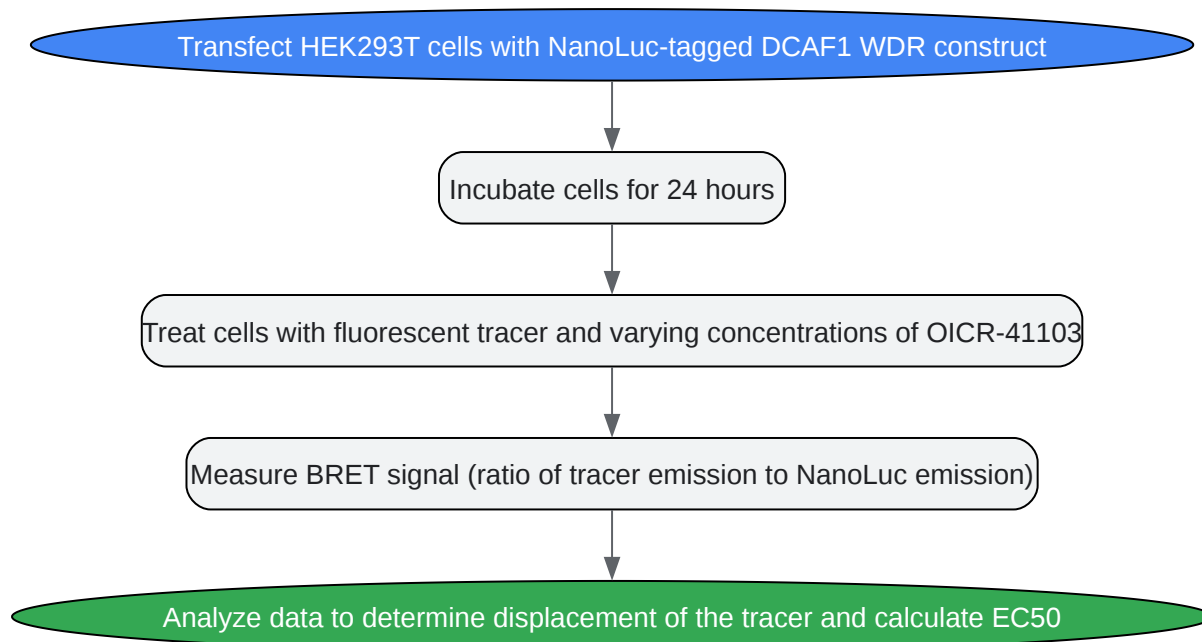 Transfect HEK293T cells with NanoLuc-tagged DCAF1 WDR construct
Incubate cells for 24 hours
Treat cells with fluorescent tracer and varying concentrations of OICR-41103
Measure BRET signal (ratio of tracer emission to NanoLuc emission)
Analyze data to determine displacement of the tracer and calculate EC50